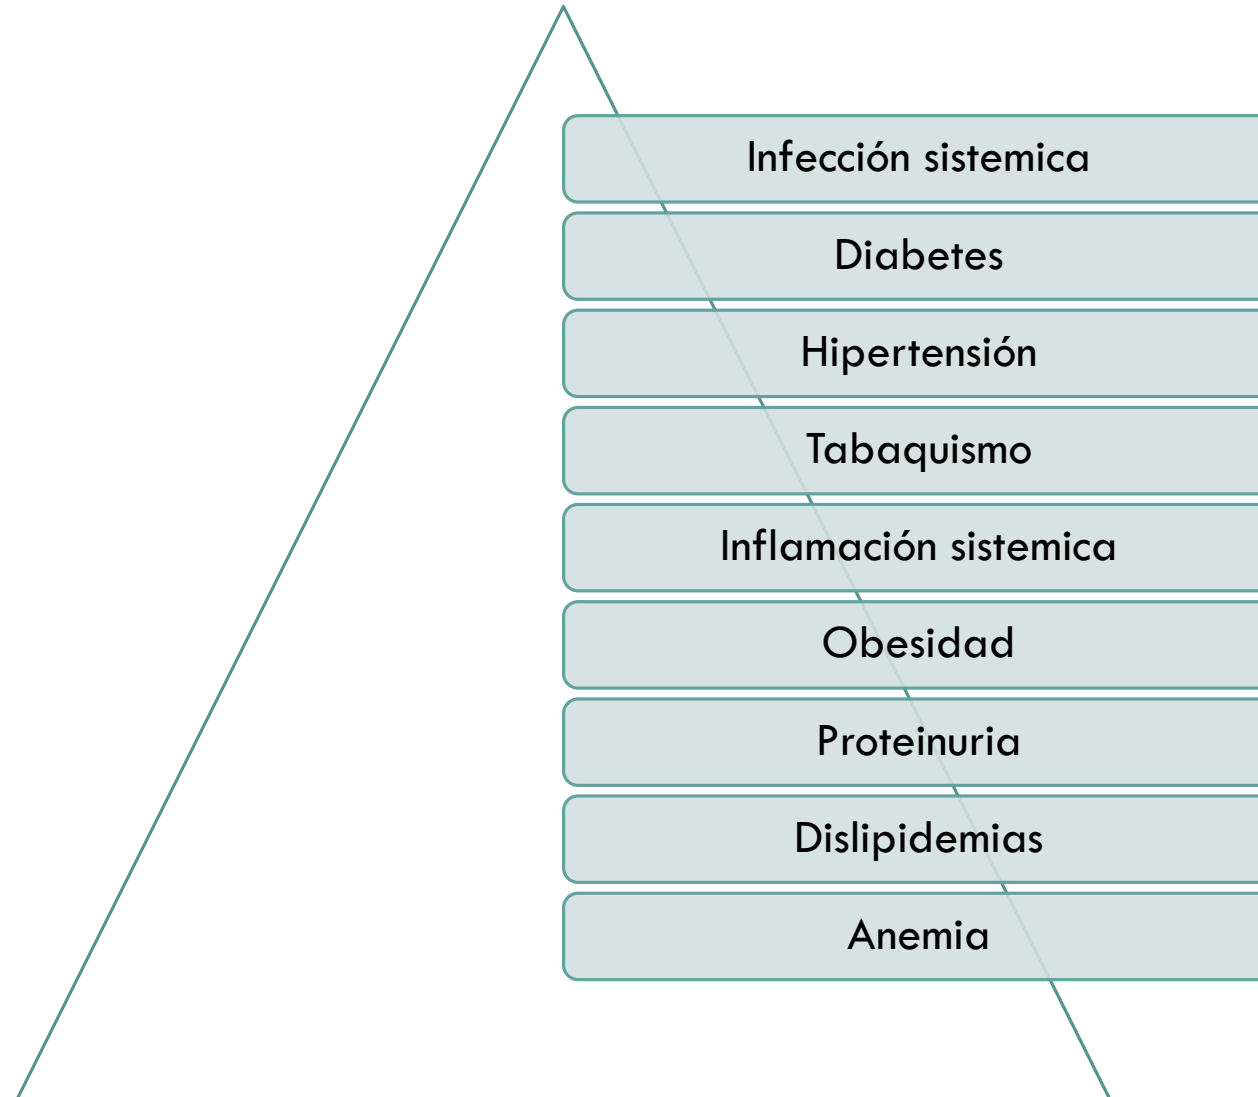 Infección sistemica
Diabetes
Hipertensión
Tabaquismo
Inflamación sistemica
Obesidad
Proteinuria
Dislipidemias
Anemia